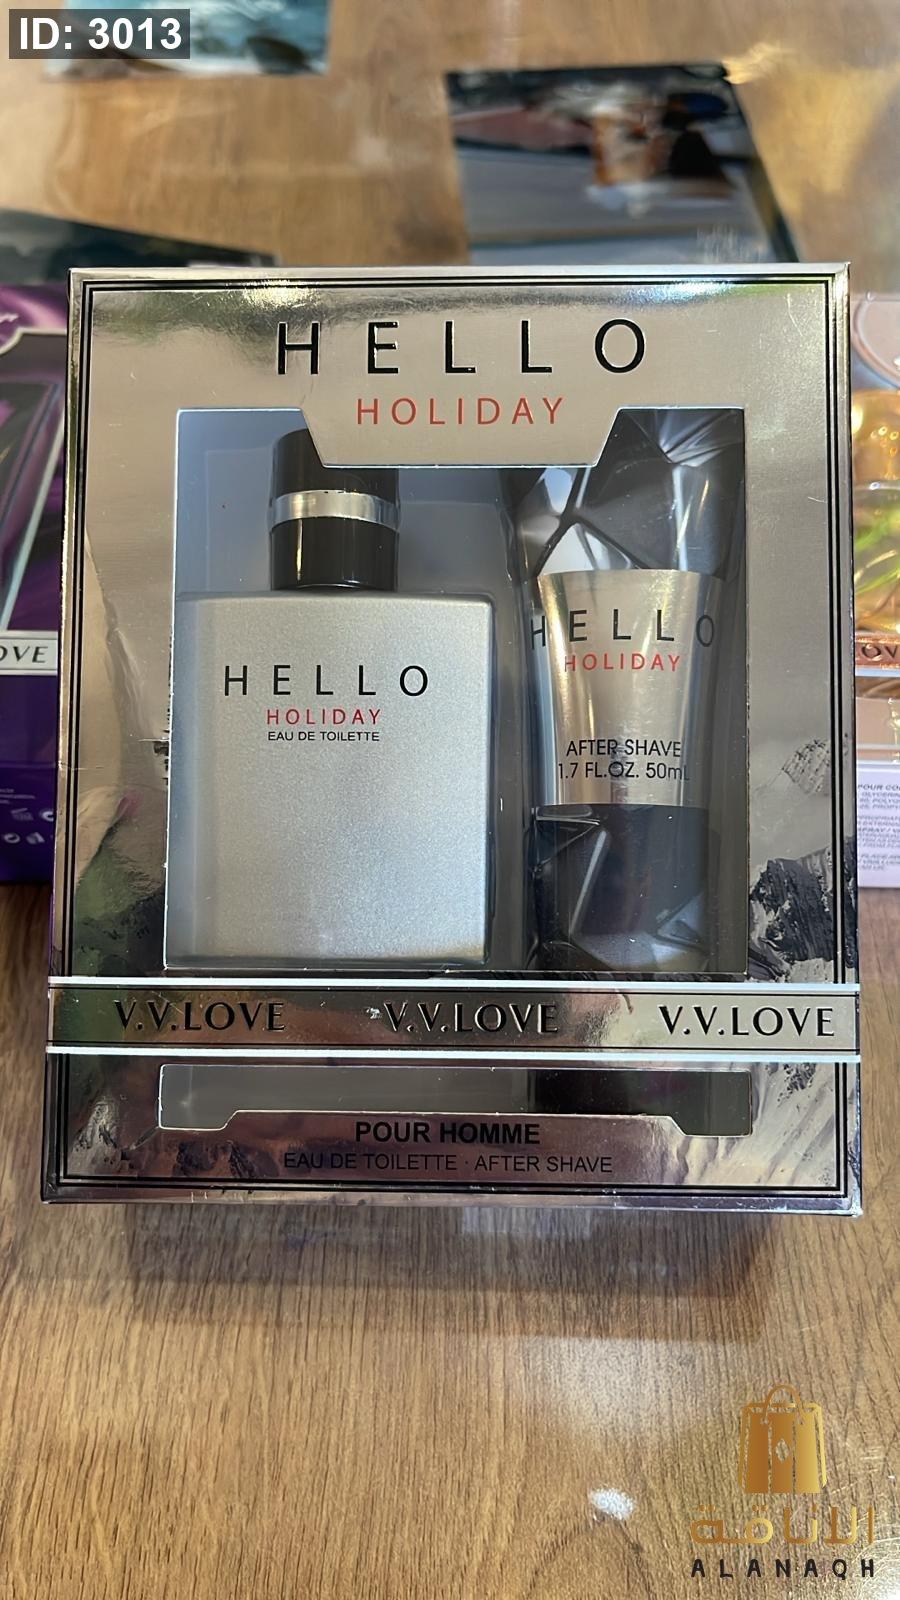 ID: 3013
HELLO
HOLIDAY
HELLO
HOLIDAY
EAU DE TOILETTE
HELLO
HOLIDAY
AFTER SHAVE
1.7 FL.OZ. 50mL
V.V.LOVE V.V.LOVE V.V.LOVE
POUR HOMME
EAU DE TOILETTE · AFTER SHAVE
الاناقة
ALANAQH